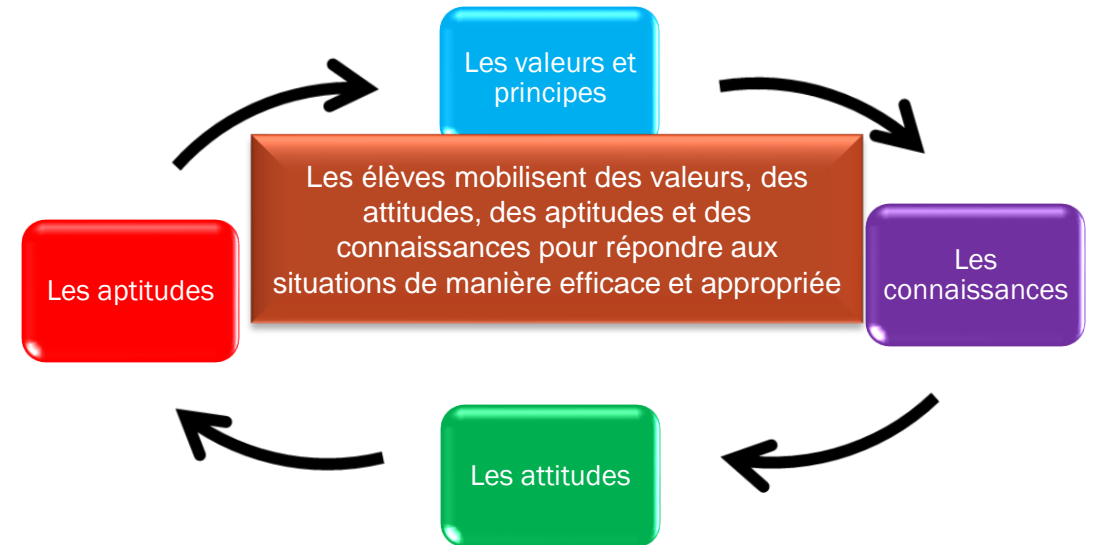 Les valeurs et
principes
Les élèves mobilisent des valeurs, des
attitudes, des aptitudes et des
connaissances pour répondre aux
situations de manière efficace et appropriée
Les aptitudes
Les
connaissances
Les attitudes